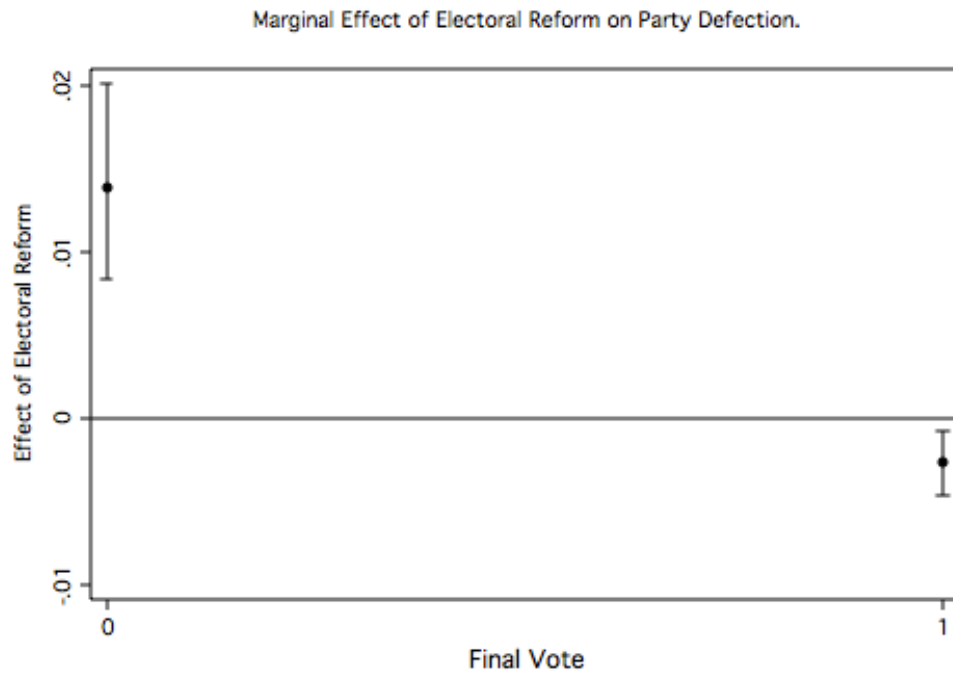 Marginal Effect of Electoral Reform on Party Defection.
Effect of Electoral Reform
.02
.01
0
-.01
0
1
Final Vote